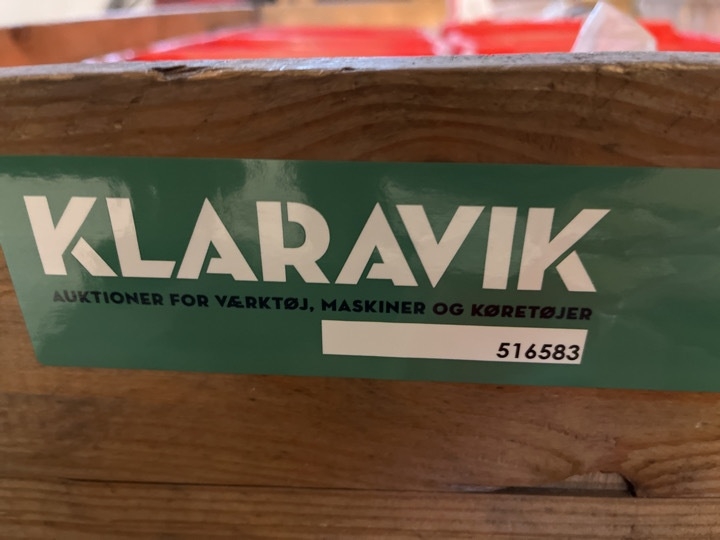 KLARAVIK
AUKTIONER FOR VÆRKTØJ, MASKINER OG KØRETØJER
516583